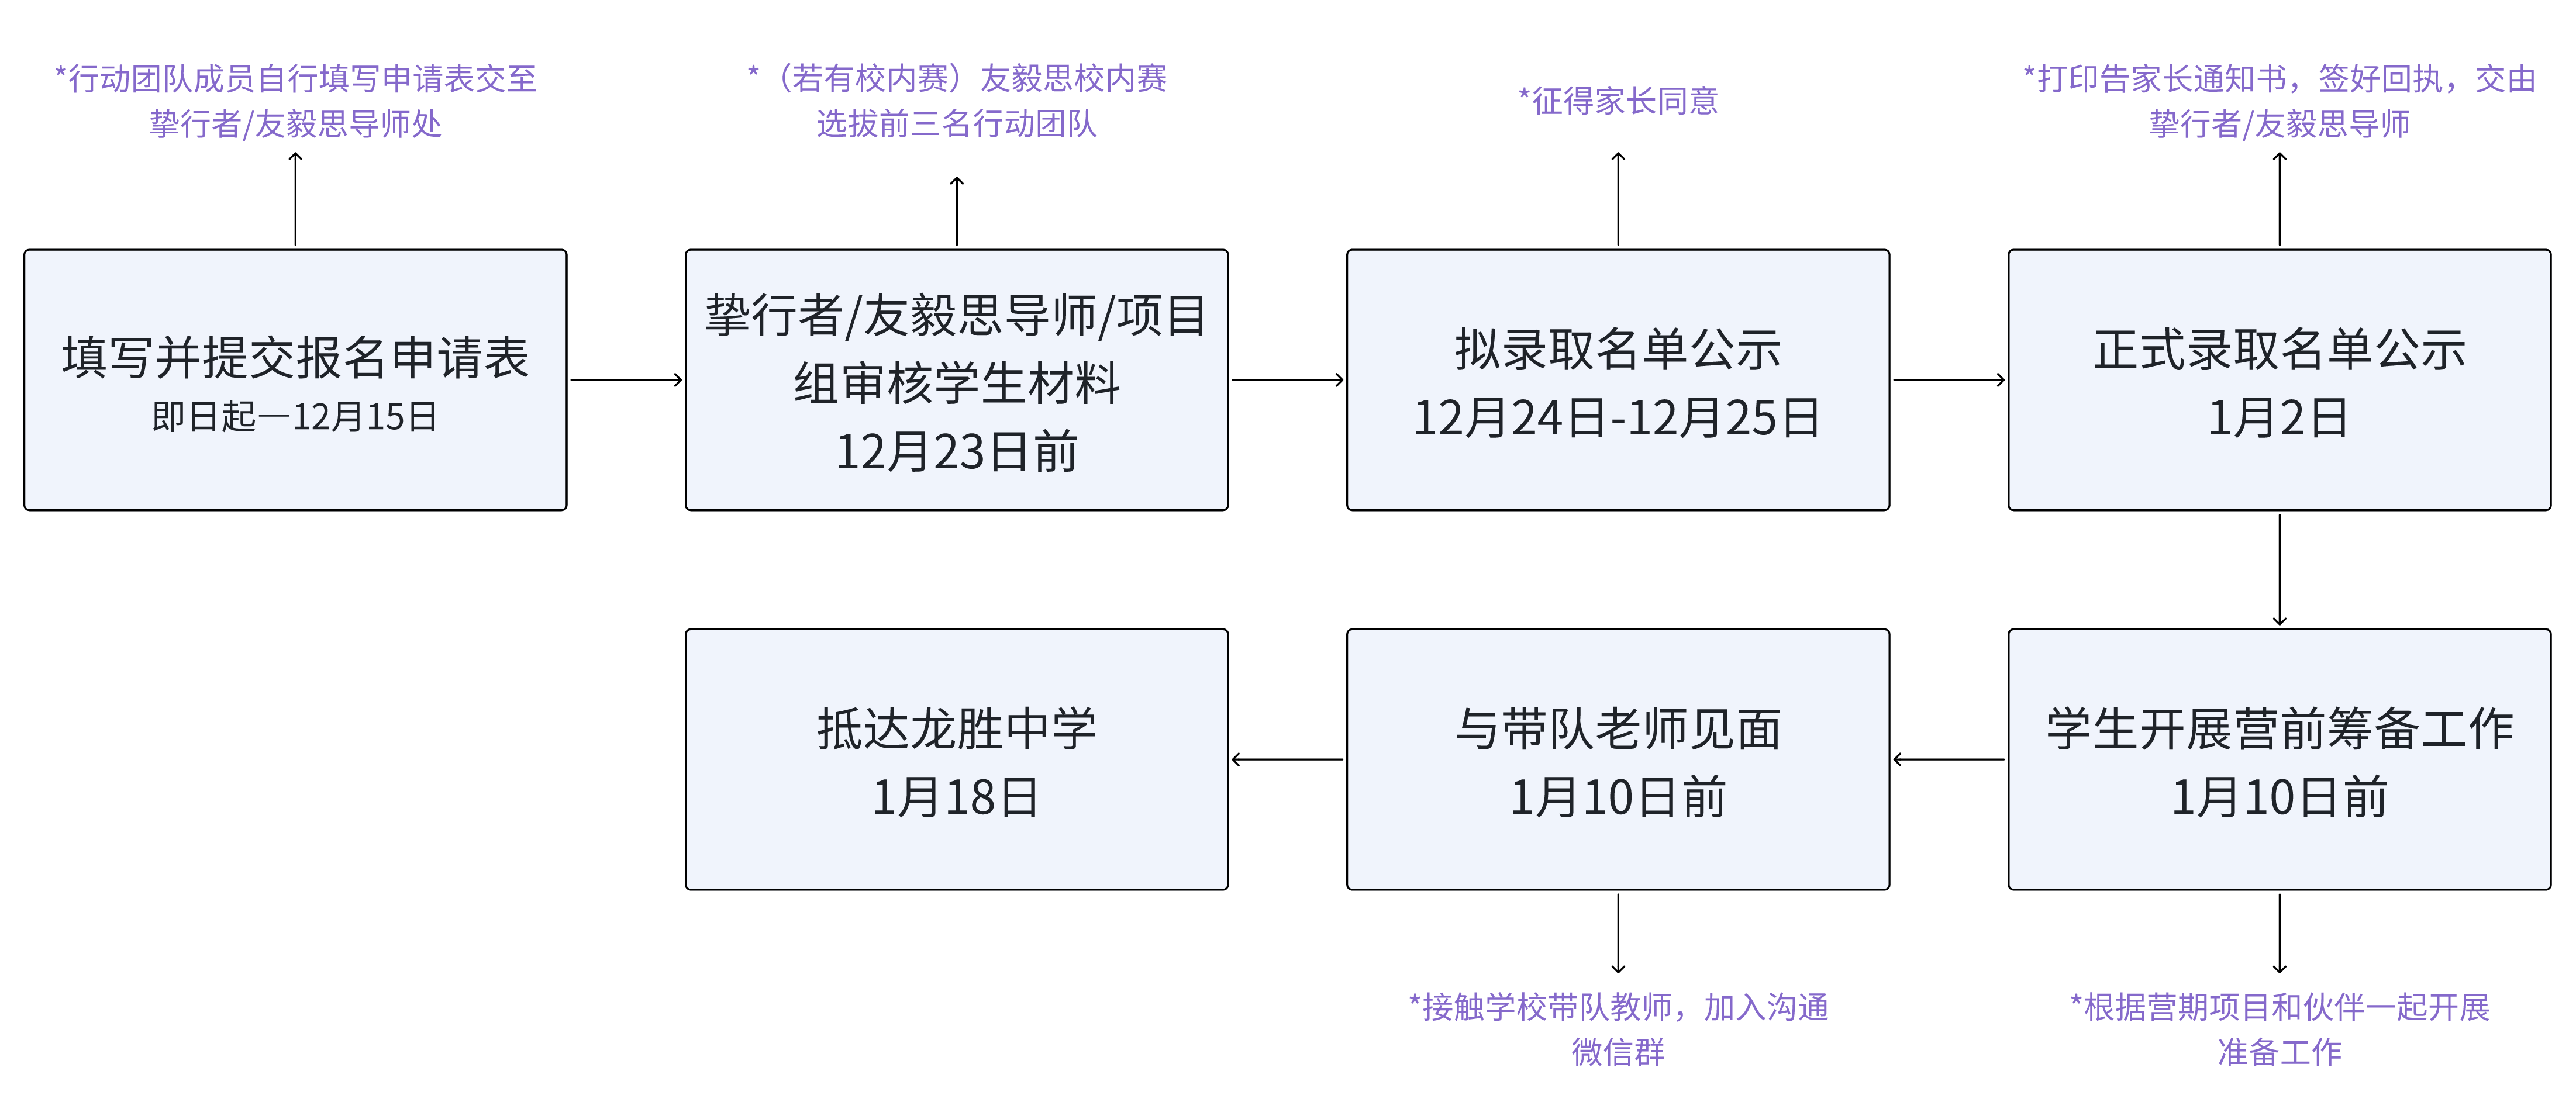 *行动团队成员自行填写申请表交至
挚行者/友毅思导师处
*（若有校内赛）友毅思校内赛
选拔前三名行动团队
*征得家长同意
*打印告家长通知书，签好回执，交由
挚行者/友毅思导师
填写并提交报名申请表
即日起—12月15日
挚行者/友毅思导师/项目
组审核学生材料
12月23日前
拟录取名单公示
12月24日-12月25日
正式录取名单公示
1月2日
学生开展营前筹备工作
1月10日前
与带队老师见面
1月10日前
抵达龙胜中学
1月18日
*根据营期项目和伙伴一起开展
准备工作
*接触学校带队教师，加入沟通
微信群